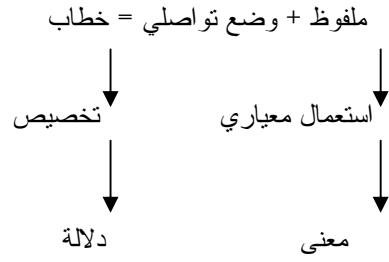 ملفوظ + وضع تواصلي = خطاب
استعمال معياري تخصيص
معنى دلالة